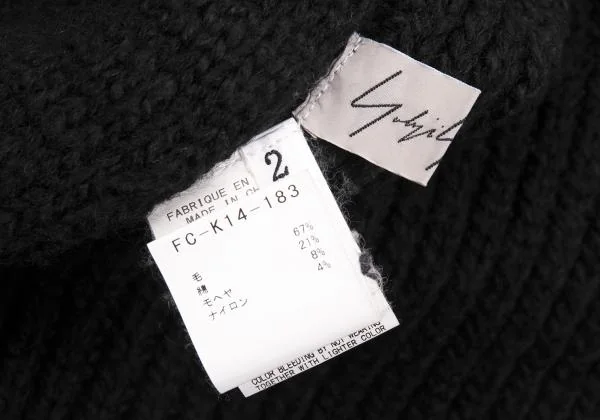 2
FABRIQUE EN
MADE IN
FC-K14-183
毛 67%
綿 21%
モヘヤ 8%
ナイロン 4%
COLOR BLEEDING BY NOT WEARING
TOGETHER WITH LIGHTER COLOR